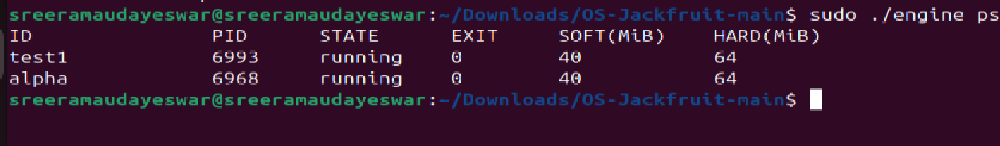 sreeramaudayeswar@sreeramaudayeswar:~/Downloads/OS-Jackfruit-main$ sudo ./engine ps
ID PID STATE EXIT SOFT(MiB) HARD(MiB)
test1 6993 running 0 40 64
alpha 6968 running 0 40 64
sreeramaudayeswar@sreeramaudayeswar:~/Downloads/OS-Jackfruit-main$